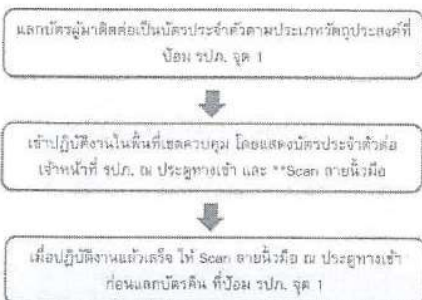 แลกบัตรผู้มาติดต่อเป็นบัตรประจำตัวตามประเภทวัตถุประสงค์ที่
ป้อม รปภ. จุด 1
เข้าปฏิบัติงานในพื้นที่เขตควบคุม โดยแสดงบัตรประจำตัวต่อ
เจ้าหน้าที่ รปภ. ณ ประตูทางเข้า และ **Scan ลายนิ้วมือ
เมื่อปฏิบัติงานแล้วเสร็จ ให้ Scan ลายนิ้วมือ ณ ประตูทางเข้า
ก่อนแลกบัตรคืน ที่ป้อม รปภ. จุด 1